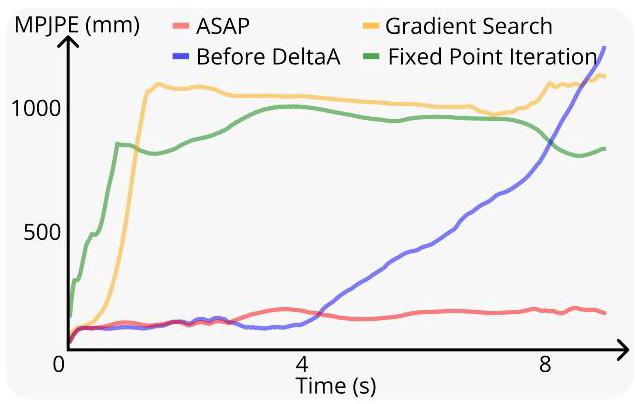 MPJPE (mm)
ASAP
Gradient Search
Before DeltaA
Fixed Point Iteration
1000
500
0
4
8
Time (s)